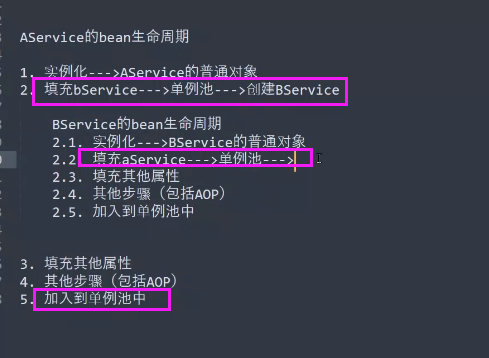 AService的bean生命周期
1. 实例化--->AService的普通对象
2. 填充bService--->单例池--->创建BService
BService的bean生命周期
2.1. 实例化--->BService的普通对象
2.2 填充aService--->单例池--->
2.3. 填充其他属性
2.4. 其他步骤（包括AOP）
2.5. 加入到单例池中
3. 填充其他属性
4. 其他步骤（包括AOP）
5. 加入到单例池中